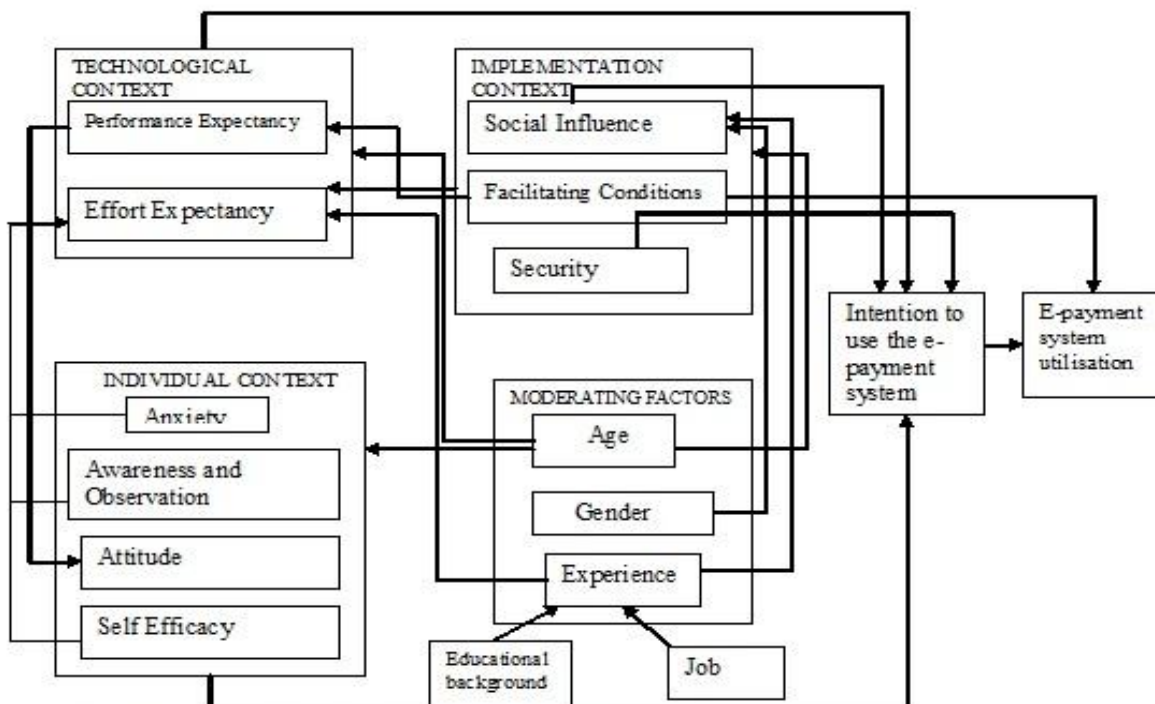 TECHNOLOGICAL
CONTEXT
Performance Expectancy
Effort Expectancy
IMPLEMENTATION
CONTEXT
Social Influence
Facilitating Conditions
Security
Intention to
use the e-
payment
system
E-payment
system
utilisation
INDIVIDUAL CONTEXT
Anxiety
Awareness and
Observation
Attitude
Self Efficacy
MODERATING FACTORS
Age
Gender
Experience
Educational
background
Job